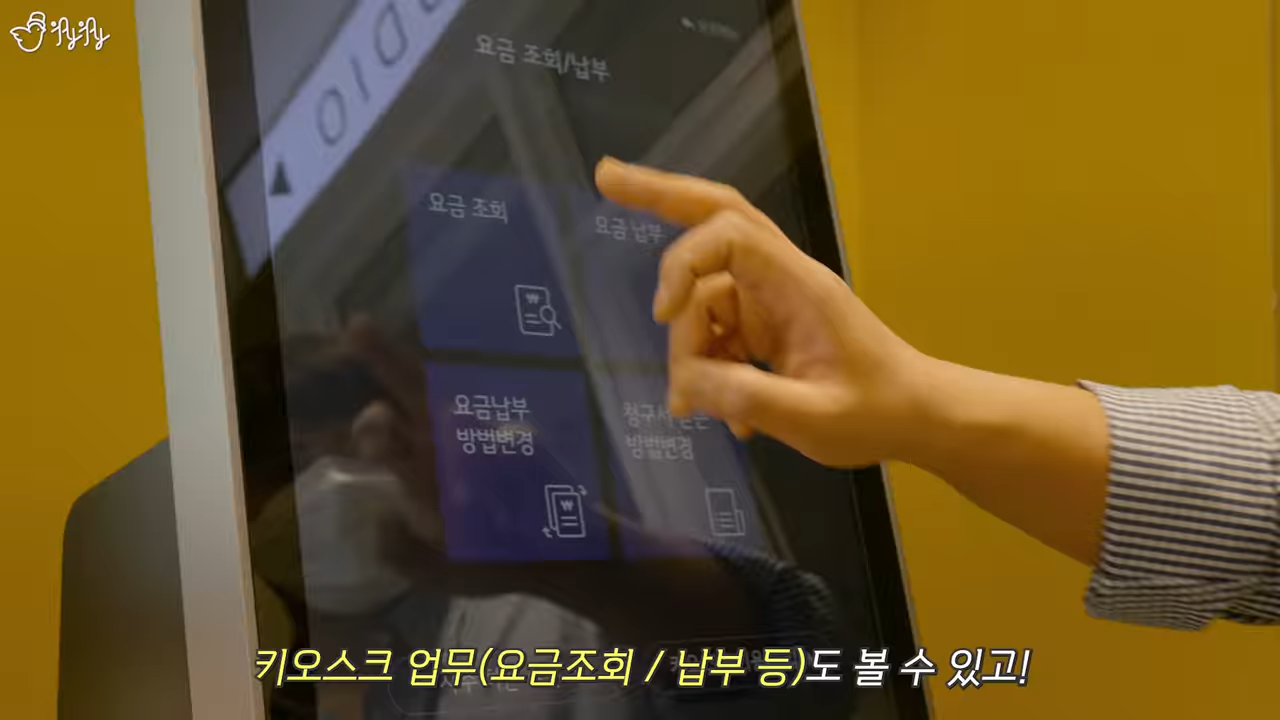 요금 조회/납부
요금 조회
요금 납부
요금납부
방법변경
방법변경
키오스크 업무(요금조회 / 납부 등)도 볼 수 있고!